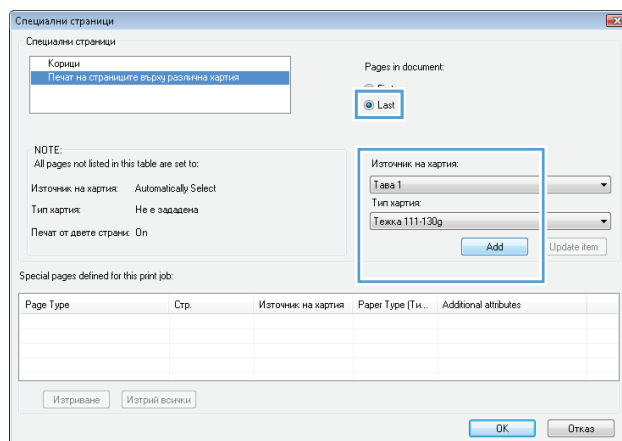 Специални страници
Специални страници
Корици
Печат на страниците върху различна хартия
Pages in document:
Last
NOTE:
All pages not listed in this table are set to:
Източник на хартия: Automatically Select
Тип хартия: Не е зададена
Печат от двете страни: On
Източник на хартия:
Тава 1
Тип хартия:
Тежка 111-130g
Add Update item
Special pages defined for this print job:
Page Type Стр. Източник на хартия Paper Type (Ти... Additional attributes
Изтриване Изтрий всички
OK Отказ